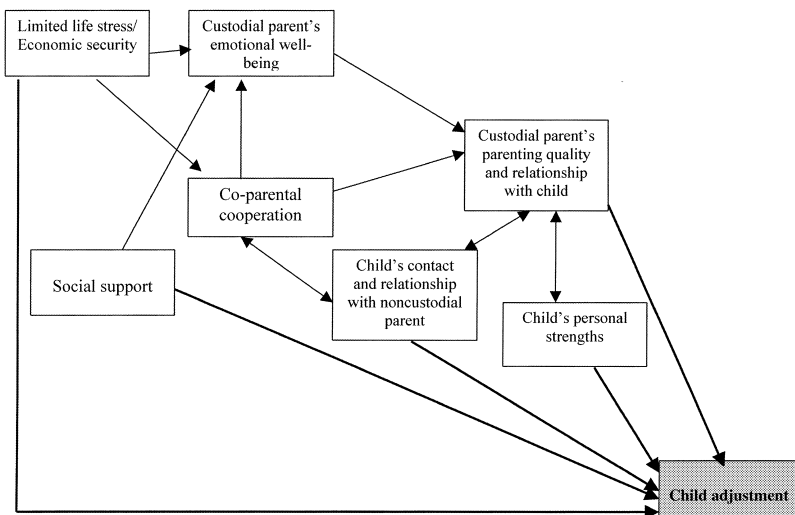 Limited life stress/
Economic security
Custodial parent's
emotional well-
being
Custodial parent's
parenting quality
and relationship
with child
Co-parental
cooperation
Social support
Child's contact
and relationship
with noncustodial
parent
Child's personal
strengths
Child adjustment